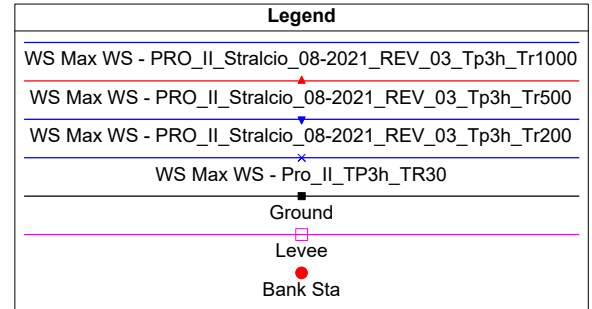 Legend
WS Max WS - PRO_II_Stralcio_08-2021_REV_03_Tp3h_Tr1000
WS Max WS - PRO_II_Stralcio_08-2021_REV_03_Tp3h_Tr500
WS Max WS - PRO_II_Stralcio_08-2021_REV_03_Tp3h_Tr200
WS Max WS - Pro_II_TP3h_TR30
Ground
Levee
Bank Sta